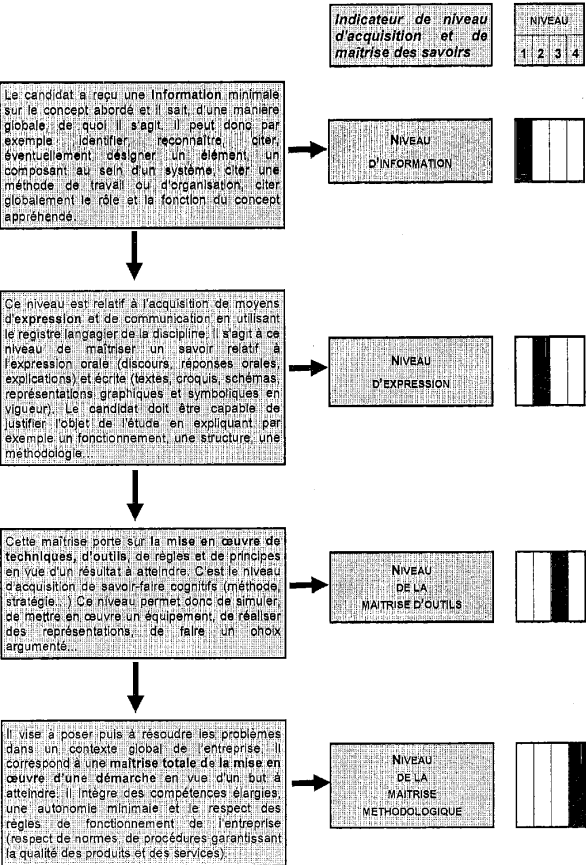 Indicateur de niveau
d'acquisition et de
maîtrise des savoirs
NIVEAU
1 2 3 4
Le candidat a reçu une information minimale
sur le concept abordé et il sait, d'une manière
globale de quoi il s'agit. Il peut donc par
exemple identifier, reconnaître, citer,
éventuellement désigner un élément, un
composant au sein d'un système, citer une
méthode de travail ou d'organisation, citer
globalement le rôle et la fonction du concept
appréhendé.
NIVEAU
D'INFORMATION
Ce niveau est relatif à l'acquisition de moyens
d'expression et de communication en utilisant
le registre langagier de la discipline. Il s'agit à ce
niveau de maîtriser un savoir relatif à
l'expression orale (discours, réponses orales,
explications) et écrite (textes, croquis, schémas,
représentations graphiques et symboliques en
vigueur). Le candidat doit être capable de
justifier l'objet de l'étude en expliquant par
exemple un fonctionnement, une structure, une
méthodologie...
NIVEAU
D'EXPRESSION
Cette maîtrise porte sur la mise en œuvre de
techniques, d'outils, de règles et de principes
en vue d'un résultat à atteindre. C'est le niveau
d'acquisition de savoir-faire cognitifs (méthode,
stratégie...) Ce niveau permet donc de simuler,
de mettre en œuvre un équipement, de réaliser
des représentations, de faire un choix
argumenté...
NIVEAU
DE LA
MAITRISE D'OUTILS
Il vise à poser puis à résoudre les problèmes
dans un contexte global de l'entreprise. Il
correspond à une maîtrise totale de la mise en
œuvre d'une démarche en vue d'un but à
atteindre. Il intègre des compétences élargies,
une autonomie minimale et le respect des
règles de fonctionnement de l'entreprise
(respect de normes, de procédures garantissant
la qualité des produits et des services).
NIVEAU
DE LA
MAITRISE
METHODOLOGIQUE